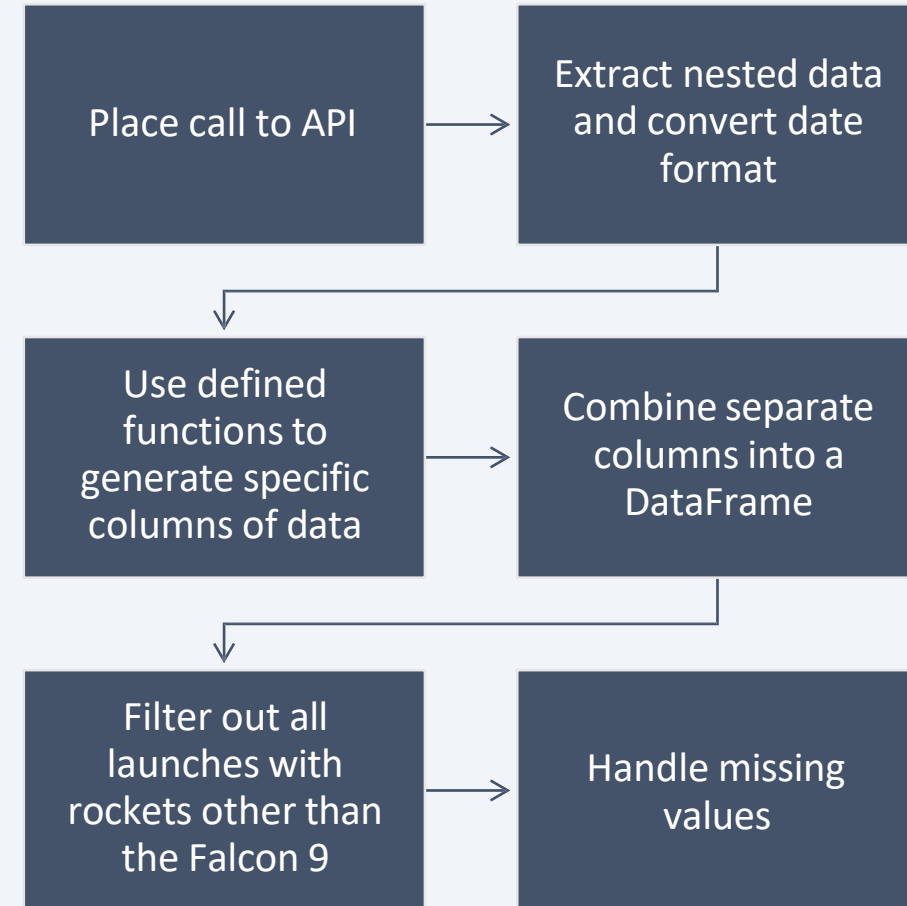 Place call to API
Extract nested data
and convert date
format
Use defined
functions to
generate specific
columns of data
Combine separate
columns into a
DataFrame
Filter out all
launches with
rockets other than
the Falcon 9
Handle missing
values